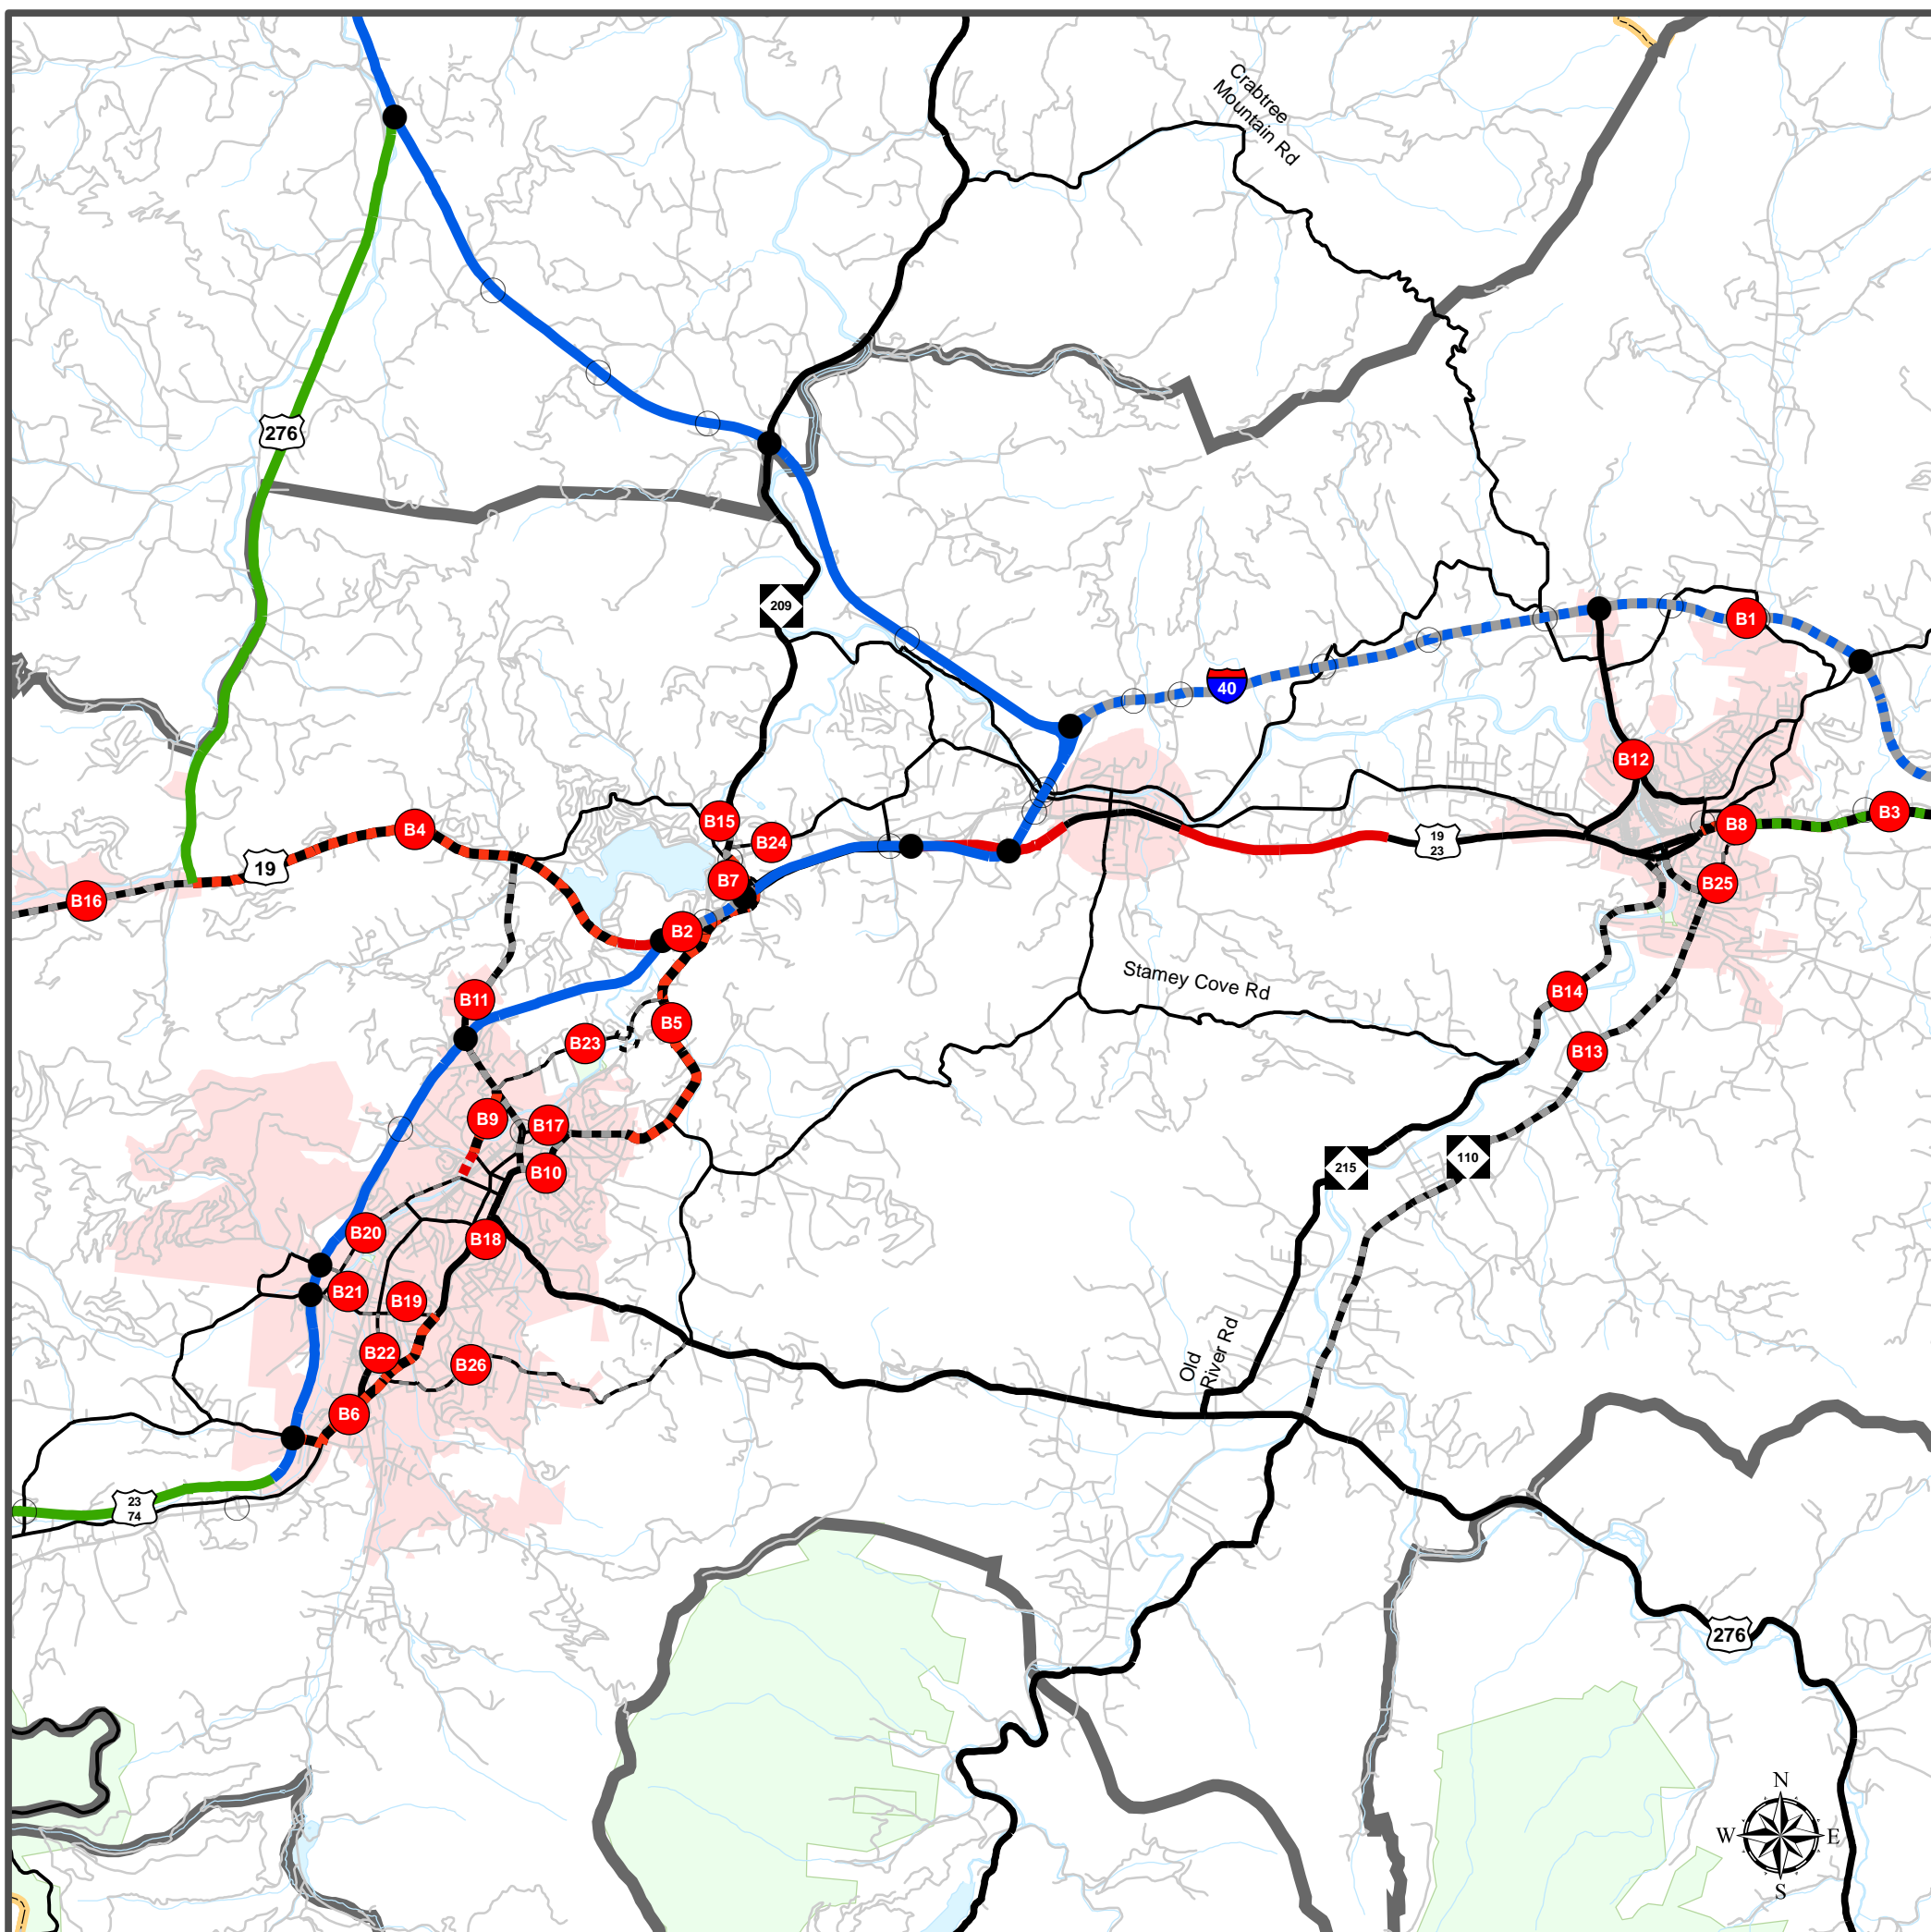 Crabtree
Mountain Rd
276
209
B1
40
B12
B15
B4
B24
B8
B3
19
23
19
B7
B16
B25
B2
Stamey Cove Rd
B11
B14
B5
B23
B13
B9
B17
110
215
B10
B20
B18
B21
B19
Old
River Rd
B22
B26
B6
23
74
276
N
W
E
S